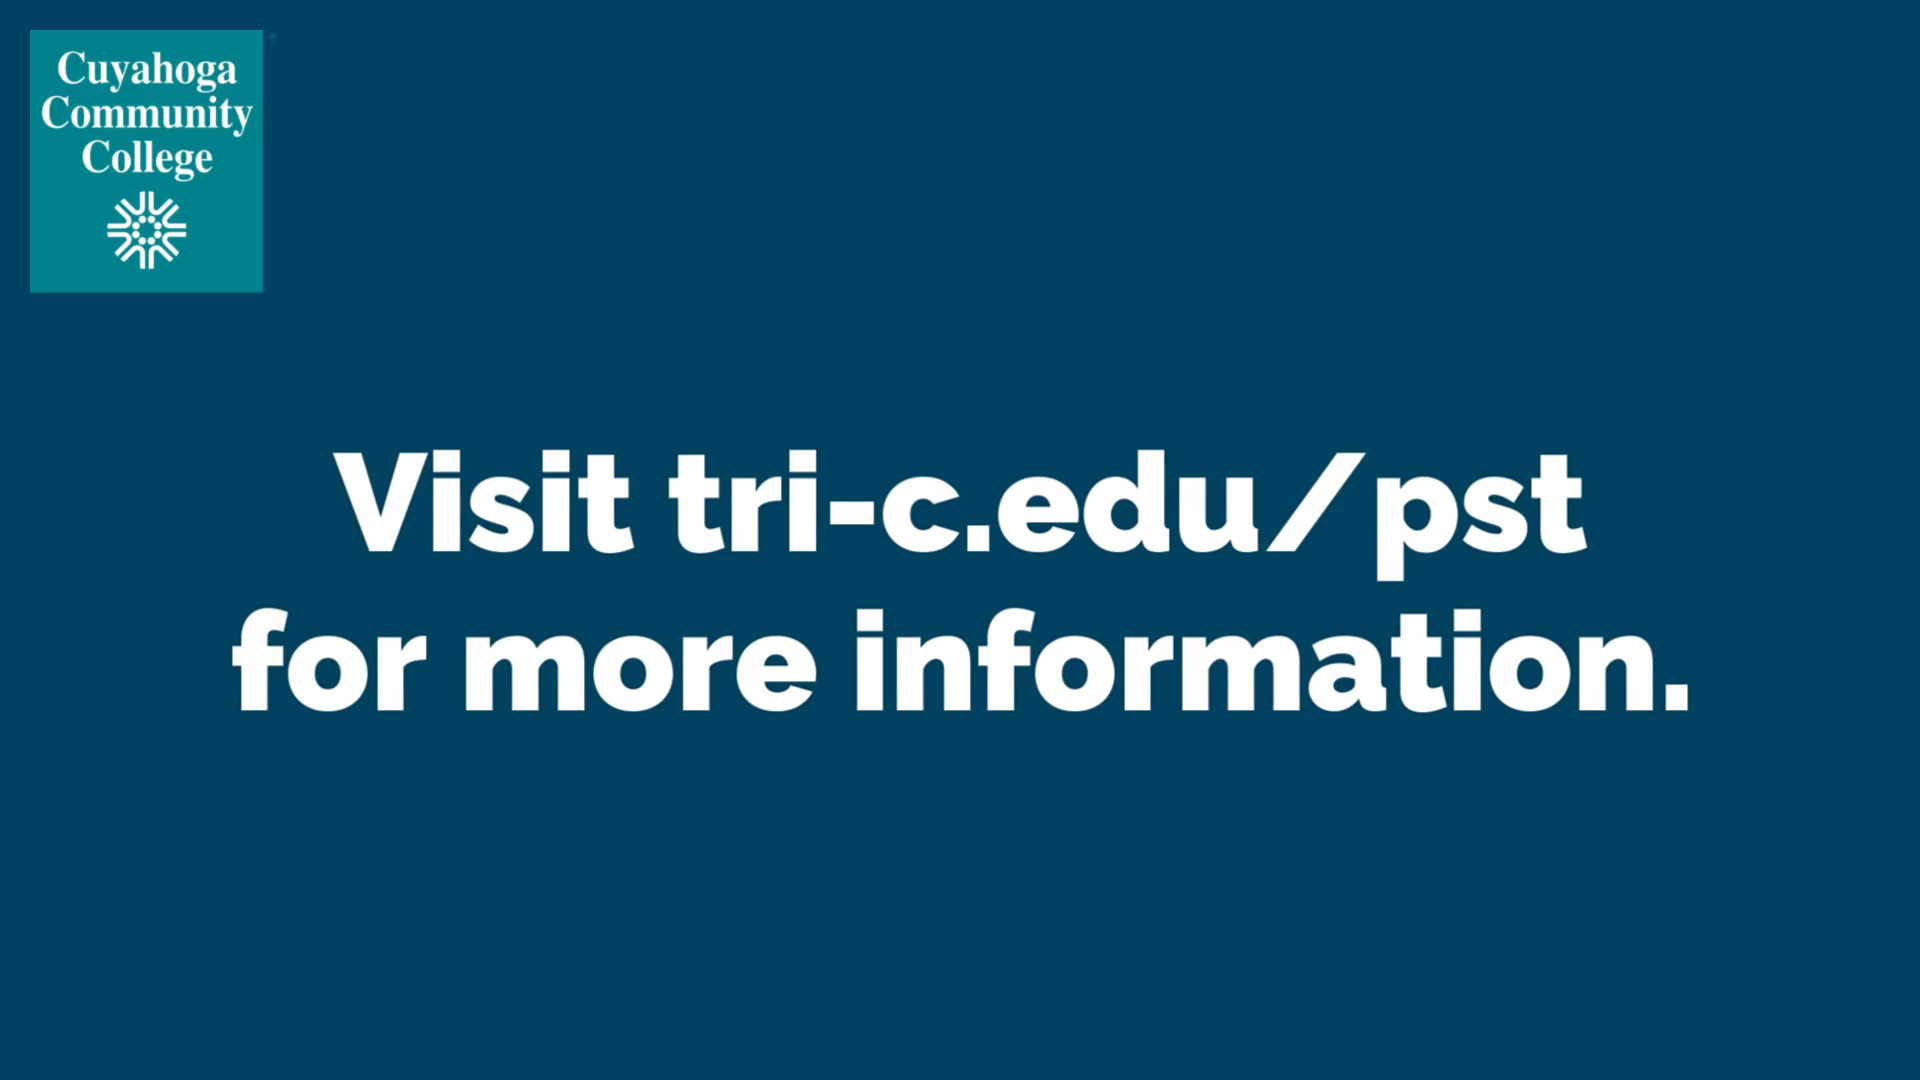 Cuyahoga
Community
College
Visit tri-c.edu/pst
for more information.